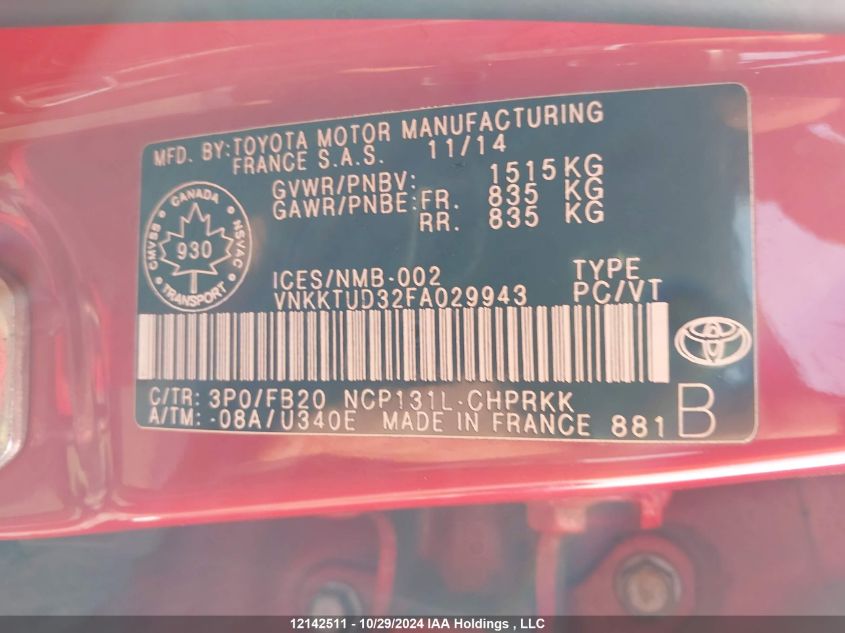 MFD. BY: TOYOTA MOTOR MANUFACTURING
FRANCE S.A.S. 11/14
GVWR/PNBV: 1515 KG
GAWR/PNBE: FR. 835 KG
RR. 835 KG
CANADA
CMVSS 930 NSVAC
TRANSPORT
ICES/NMB-002 TYPE
VNKKTUD32FA029943 PC/VT
C/TR: 3P0/FB20 NCP131L-CHPRKK
A/TM: -08A/U340E MADE IN FRANCE 881 B
12142511 - 10/29/2024 IAA Holdings , LLC